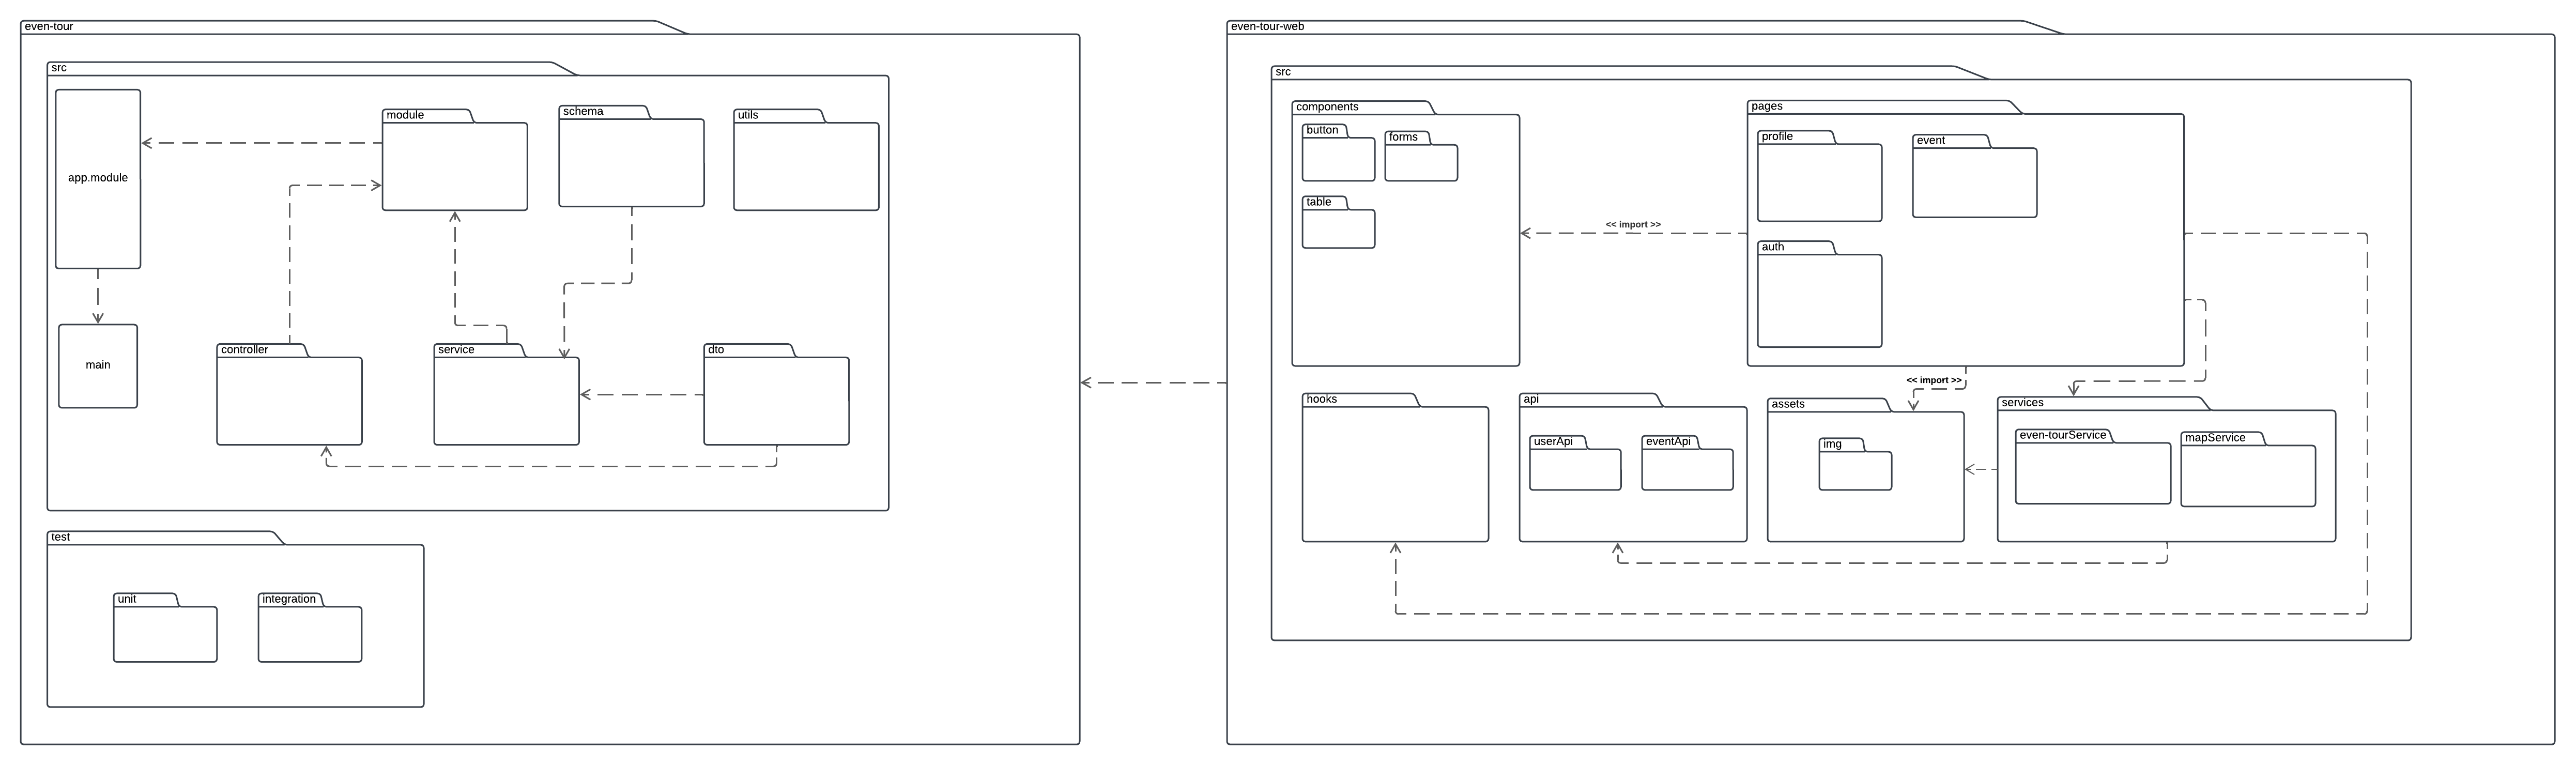 even-tour
src
app.module
module
schema
utils
main
controller
service
dto
test
unit
integration
even-tour-web
src
components
button
forms
table
<< import >>
pages
profile
event
auth
<< import >>
hooks
api
userApi
eventApi
assets
img
services
even-tourService
mapService